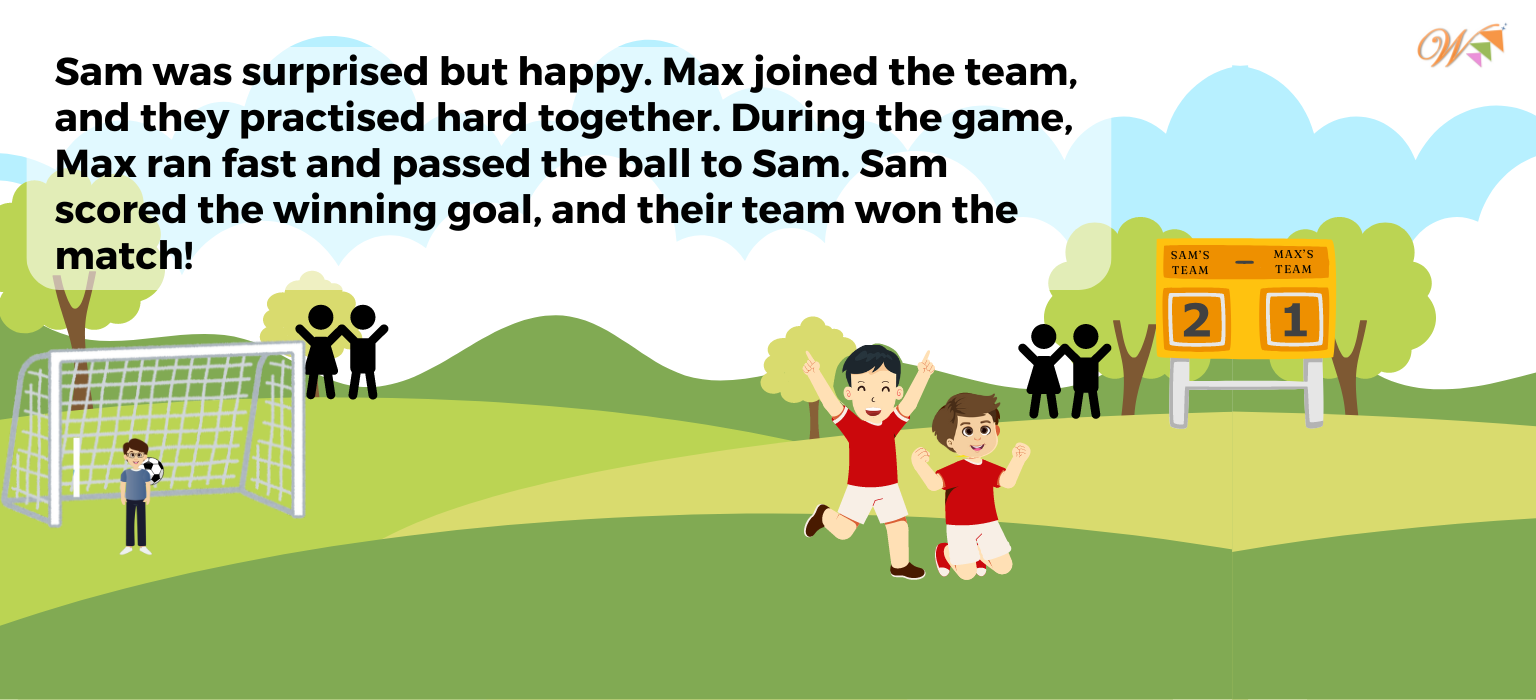 Sam was surprised but happy. Max joined the team,
and they practised hard together. During the game,
Max ran fast and passed the ball to Sam. Sam
scored the winning goal, and their team won the
match!
W
SAM'S
TEAM
–
MAX'S
TEAM
2
1